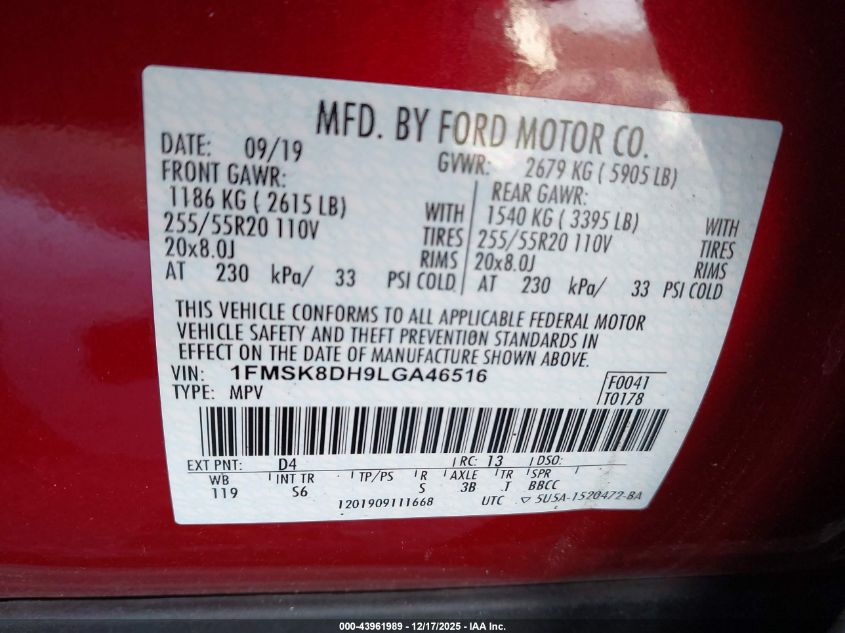 MFD. BY FORD MOTOR CO.
DATE: 09/19 GVWR: 2679 KG ( 5905 LB)
FRONT GAWR: REAR GAWR:
1186 KG ( 2615 LB) WITH 1540 KG ( 3395 LB) WITH
255/55R20 110V TIRES 255/55R20 110V TIRES
20x8.0J RIMS 20x8.0J RIMS
AT 230 kPa/ 33 PSI COLD AT 230 kPa/ 33 PSI COLD
THIS VEHICLE CONFORMS TO ALL APPLICABLE FEDERAL MOTOR
VEHICLE SAFETY AND THEFT PREVENTION STANDARDS IN
EFFECT ON THE DATE OF MANUFACTURE SHOWN ABOVE.
VIN: 1FMSK8DH9LGA46516 F0041
TYPE: MPV T0178
EXT PNT: D4 RC: 13 DSO:
WB INT TR TP/PS R AXLE TR SPR
119 S6 S 3B T BBCC
1201909111668 UTC ▽ 5U5A-1520472-BA
000-43961989 - 12/17/2025 - IAA Inc.